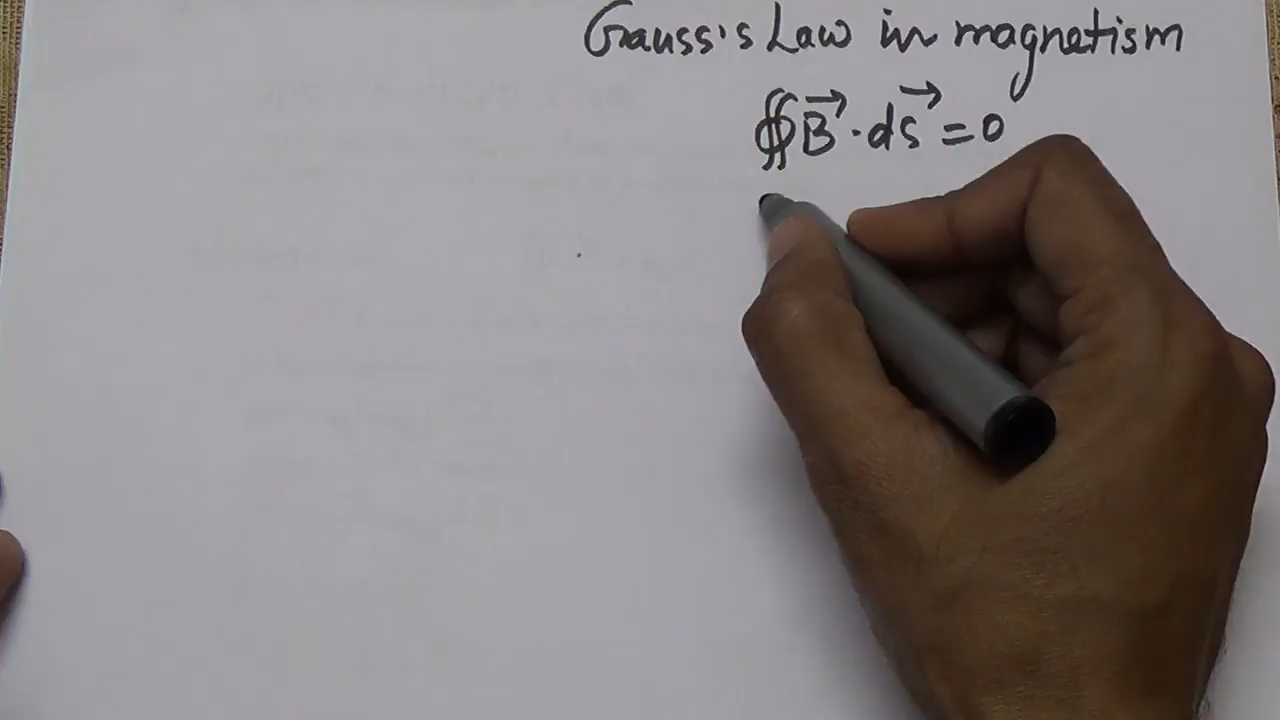 Gauss's Law in magnetism
∯B⃗ · dS⃗ = 0